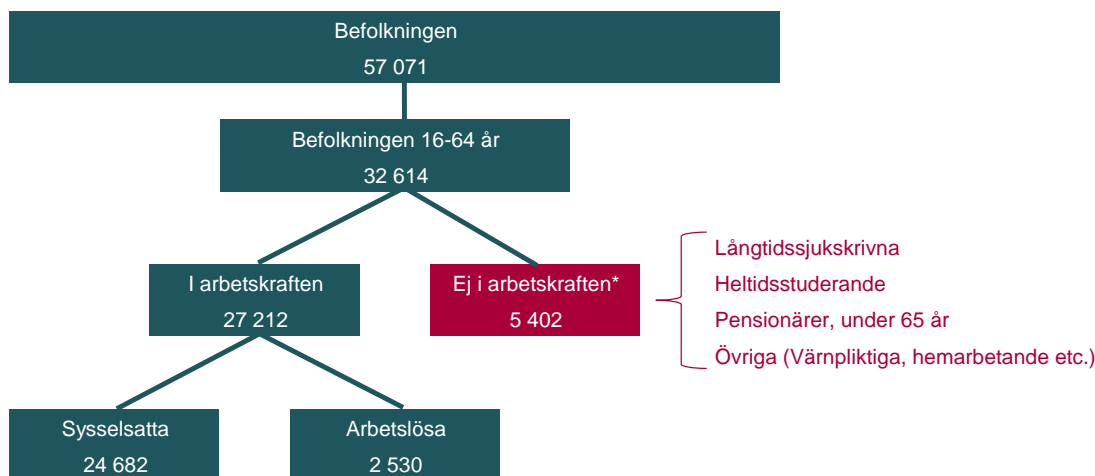 Befolkningen
57 071
Befolkningen 16-64 år
32 614
I arbetskraften
27 212
Ej i arbetskraften*
5 402
Långtidssjukskrivna
Heltidsstuderande
Pensionärer, under 65 år
Övriga (Värnpliktiga, hemarbetande etc.)
Sysselsatta
24 682
Arbetslösa
2 530